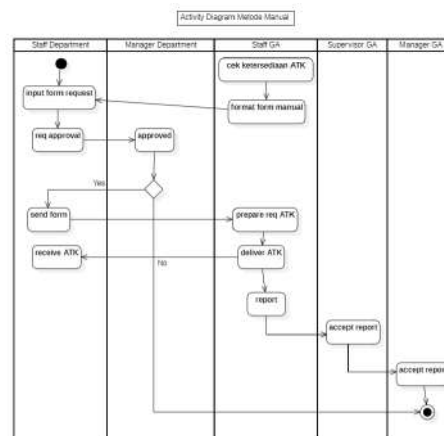 Activity Diagram Metode Manual
Staff Department
Manager Department
Staff GA
Supervisor GA
Manager GA
cek ketersediaan ATK
input form request
format form manual
req approval
approved
Yes
send form
prepare req ATK
receive ATK
No
deliver ATK
report
accept report
accept report